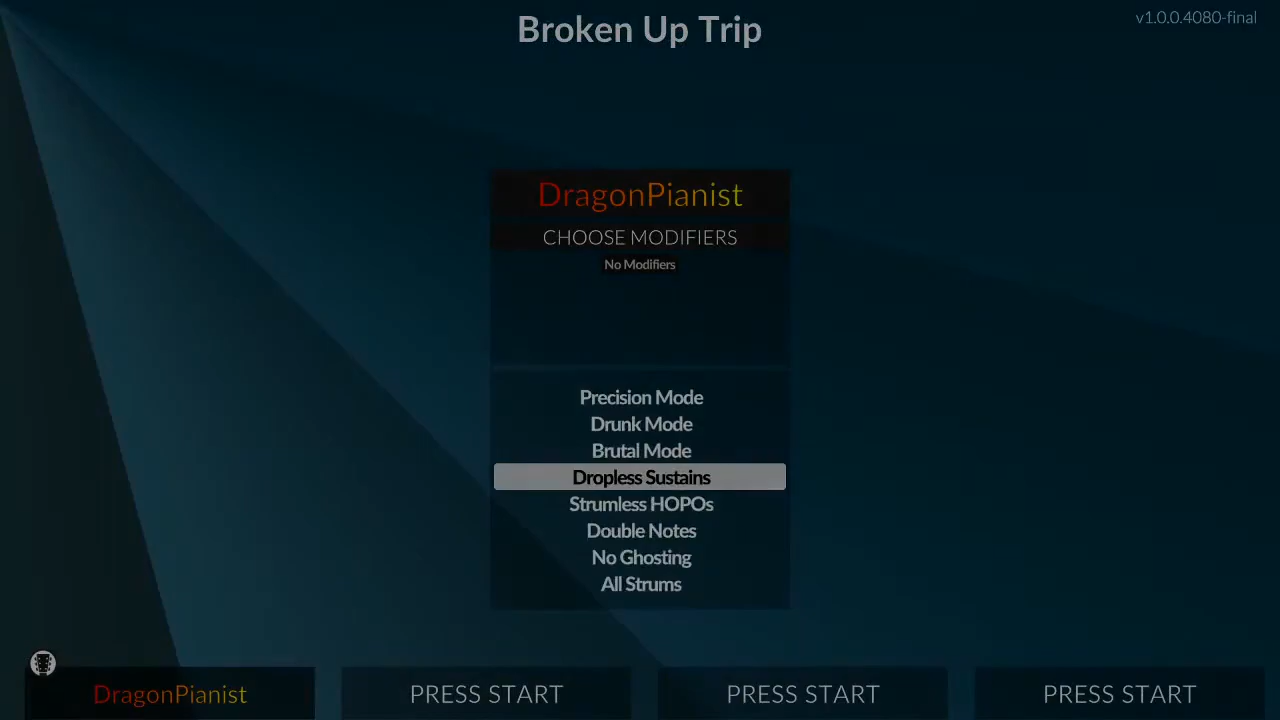 Broken Up Trip
v1.0.0.4080-final
DragonPianist
CHOOSE MODIFIERS
No Modifiers
Precision Mode
Drunk Mode
Brutal Mode
Dropless Sustains
Strumless HOPOs
Double Notes
No Ghosting
All Strums
DragonPianist
PRESS START
PRESS START
PRESS START